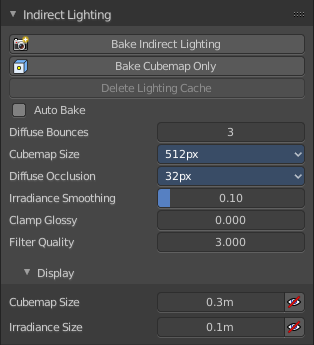 Indirect Lighting
Bake Indirect Lighting
Bake Cubemap Only
Delete Lighting Cache
Auto Bake
Diffuse Bounces 3
Cubemap Size 512px
Diffuse Occlusion 32px
Irradiance Smoothing 0.10
Clamp Glossy 0.000
Filter Quality 3.000
Display
Cubemap Size 0.3m
Irradiance Size 0.1m